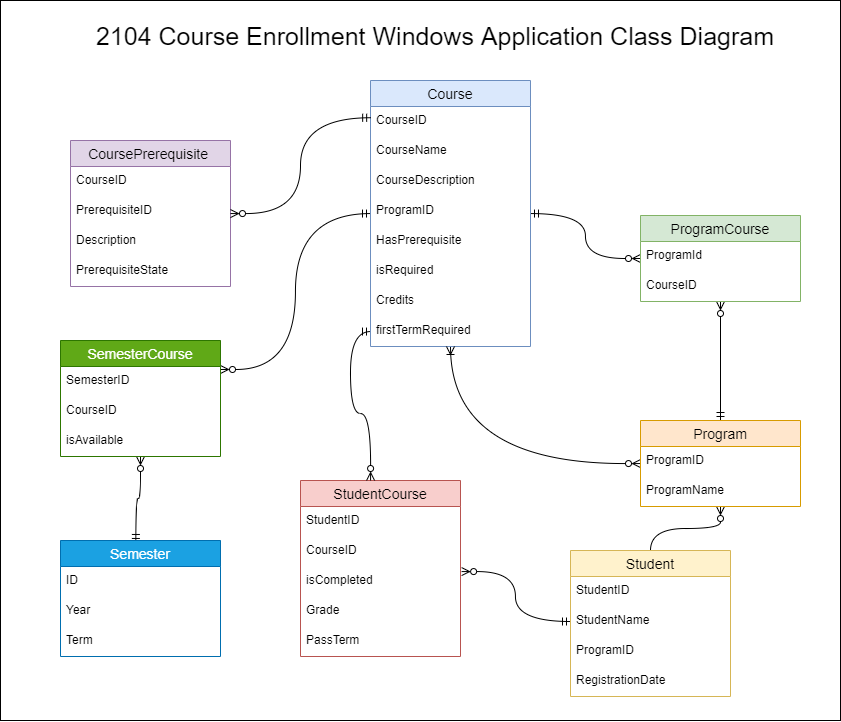 2104 Course Enrollment Windows Application Class Diagram
Course
CourseID
CourseName
CourseDescription
ProgramID
HasPrerequisite
isRequired
Credits
firstTermRequired
CoursePrerequisite
CourseID
PrerequisiteID
Description
PrerequisiteState
ProgramCourse
ProgramId
CourseID
SemesterCourse
SemesterID
CourseID
isAvailable
Program
ProgramID
ProgramName
StudentCourse
StudentID
CourseID
isCompleted
Grade
PassTerm
Semester
ID
Year
Term
Student
StudentID
StudentName
ProgramID
RegistrationDate